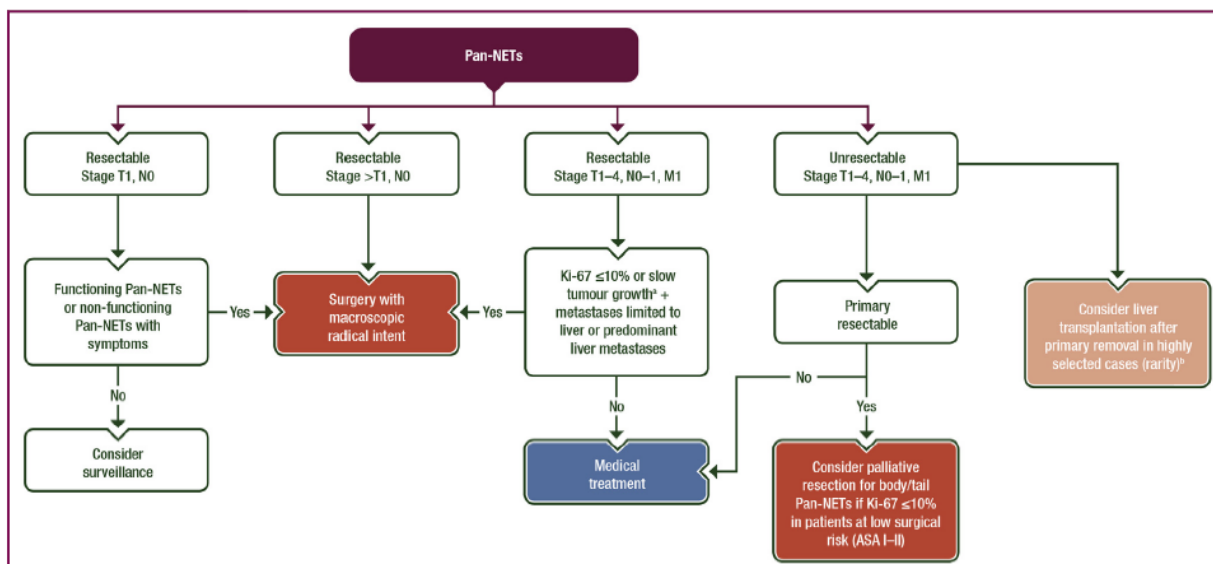 Pan-NETs
Resectable
Stage T1, N0
Resectable
Stage >T1, N0
Resectable
Stage T1–4, N0–1, M1
Unresectable
Stage T1–4, N0–1, M1
Functioning Pan-NETs
or non-functioning
Pan-NETs with
symptoms
Yes
Surgery with
macroscopic
radical intent
Yes
Ki-67 ≤10% or slow
tumour growthᵃ +
metastases limited to
liver or predominant
liver metastases
Primary
resectable
Consider liver
transplantation after
primary removal in highly
selected cases (rarity)ᵇ
No
No
No
Yes
Consider
surveillance
Medical
treatment
Consider palliative
resection for body/tail
Pan-NETs if Ki-67 ≤10%
in patients at low surgical
risk (ASA I–II)